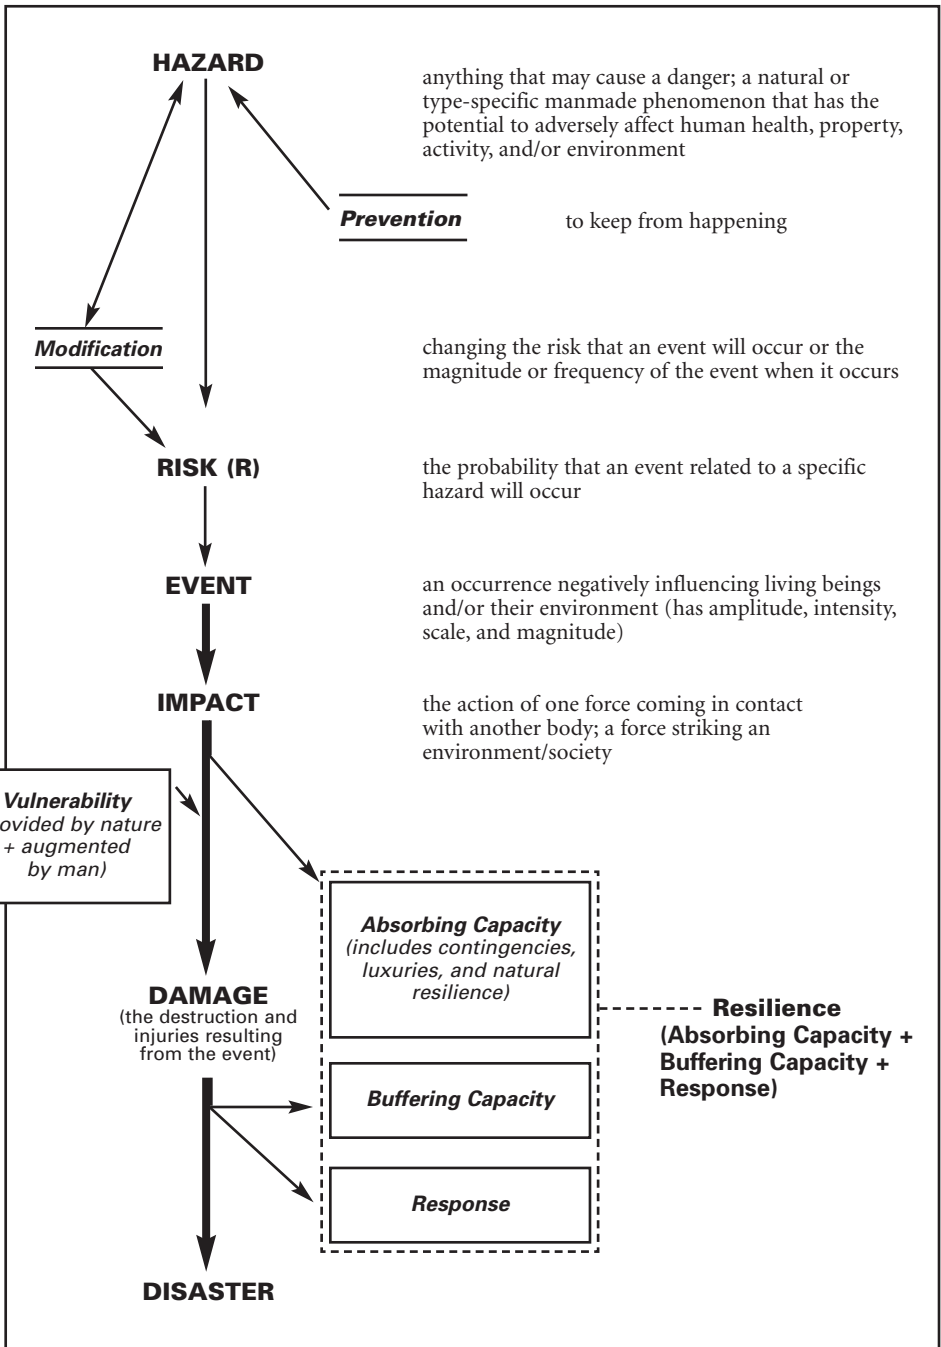 HAZARD
anything that may cause a danger; a natural or
type-specific manmade phenomenon that has the
potential to adversely affect human health, property,
activity, and/or environment
Prevention
to keep from happening
Modification
changing the risk that an event will occur or the
magnitude or frequency of the event when it occurs
RISK (R)
the probability that an event related to a specific
hazard will occur
EVENT
an occurrence negatively influencing living beings
and/or their environment (has amplitude, intensity,
scale, and magnitude)
IMPACT
the action of one force coming in contact
with another body; a force striking an
environment/society
Vulnerability
ovided by nature
+ augmented
by man)
Absorbing Capacity
(includes contingencies,
luxuries, and natural
resilience)
DAMAGE
(the destruction and
injuries resulting
from the event)
Resilience
(Absorbing Capacity +
Buffering Capacity +
Response)
Buffering Capacity
Response
DISASTER